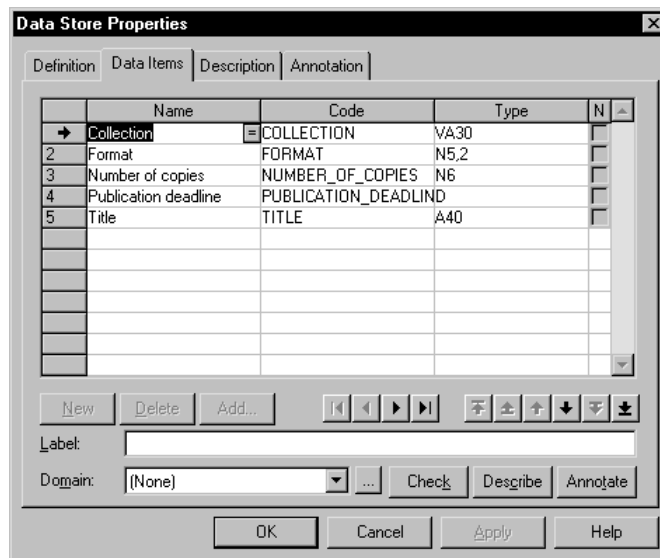 Data Store Properties
Definition Data Items Description Annotation
Name Code Type N
Collection = COLLECTION VA30
2 Format FORMAT N5,2
3 Number of copies NUMBER_OF_COPIES N6
4 Publication deadline PUBLICATION_DEADLIN D
5 Title TITLE A40
New Delete Add...
Label:
Domain: (None) ... Check Describe Annotate
OK Cancel Apply Help